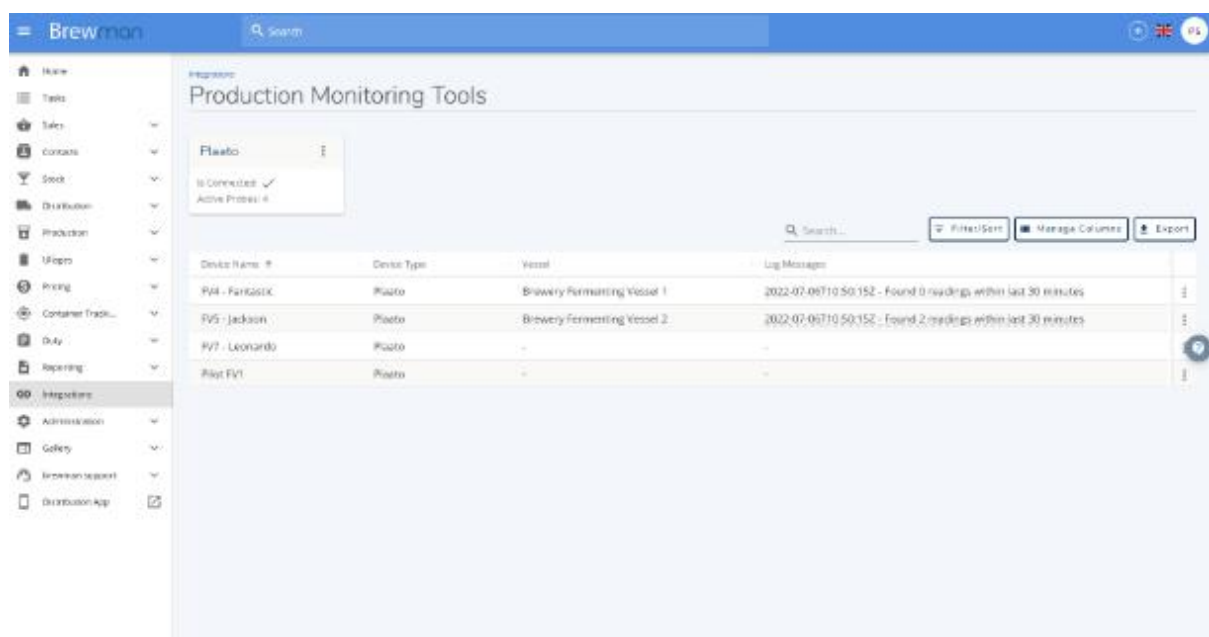 Brewman
Search
PS
Home
Tasks
Sales
Contacts
Stock
Distribution
Production
Pricing
Container Track...
Duty
Reporting
Integrations
Administration
Gallery
Brewman support
Distribution App
Integrations
Production Monitoring Tools
Plaato
Is Connected:
Active Probes: 4
Search...
Filter/Sort
Manage Columns
Export
Device Name Device Type Vessel Log Messages
FV4 - Fantastic Plaato Brewery Fermenting Vessel 1 2022-07-06T10:50:15Z - Found 0 readings within last 30 minutes
FV5 - Jackson Plaato Brewery Fermenting Vessel 2 2022-07-06T10:50:15Z - Found 2 readings within last 30 minutes
FV7 - Leonardo Plaato - -
Pilot FV1 Plaato - -